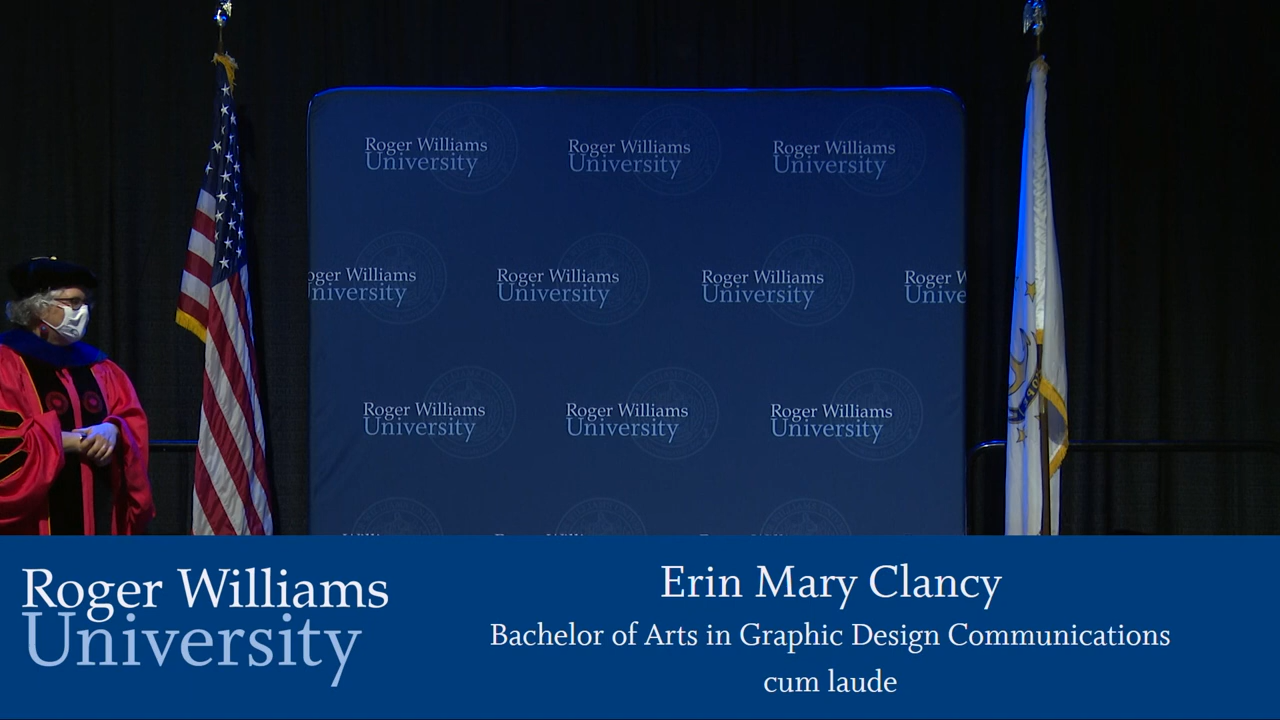 Roger Williams
University
Roger Williams
University
Roger Williams
University
oger Williams
University
Roger Williams
University
Roger Williams
University
Roger W
Unive
Roger Williams
University
Roger Williams
University
Roger Williams
University
Roger Williams
University
Erin Mary Clancy
Bachelor of Arts in Graphic Design Communications
cum laude